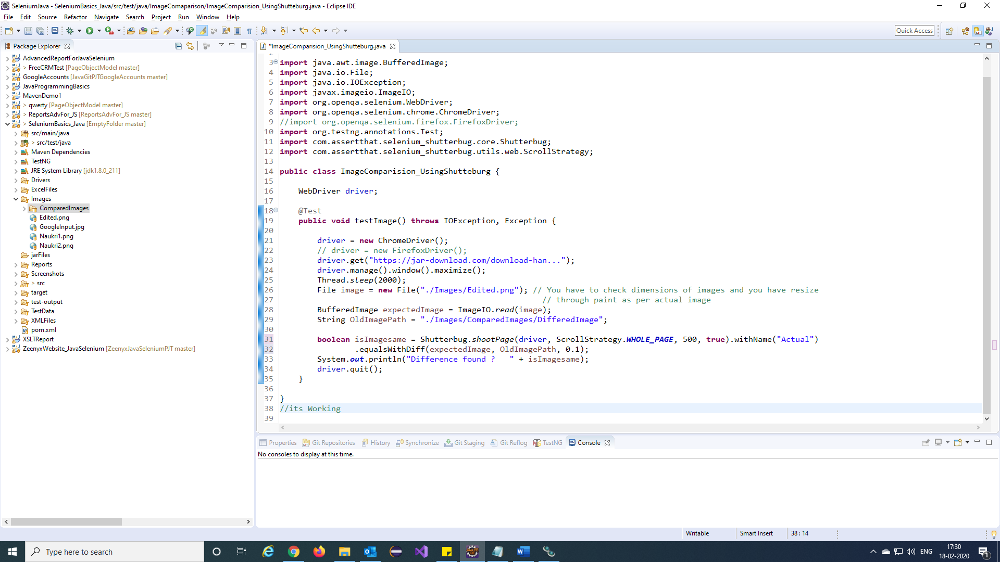 SeleniumJava - SeleniumBasics_Java/src/test/java/ImageComaparison/ImageComparision_UsingShutteburg.java - Eclipse IDE
File Edit Source Refactor Navigate Search Project Run Window Help
Quick Access
Package Explorer
AdvancedReportForJavaSelenium
> FreeCRMTest [PageObjectModel master]
GoogleAccounts [JavaGitPJTGoogleAccounts master]
JavaProgrammingBasics
MavenDemo1
> qwerty [PageObjectModel master]
> ReportsAdvFor_JS [ReportsAdvFor_JS master]
> SeleniumBasics_Java [EmptyFolder master]
src/main/java
> src/test/java
Maven Dependencies
TestNG
JRE System Library [jdk1.8.0_211]
Drivers
ExcelFiles
Images
ComparedImages
Edited.png
GoogleInput.jpg
Naukri1.png
Naukri2.png
jarFiles
Reports
Screenshots
> src
target
test-output
TestData
XMLFiles
pom.xml
XSLTReport
ZeenyxWebsite_JavaSelenium [ZeenyxJavaSeleniumPJT master]
*ImageComparision_UsingShutteburg.java
2
3 import java.awt.image.BufferedImage;
4 import java.io.File;
5 import java.io.IOException;
6 import javax.imageio.ImageIO;
7 import org.openqa.selenium.WebDriver;
8 import org.openqa.selenium.chrome.ChromeDriver;
9 //import org.openqa.selenium.firefox.FirefoxDriver;
10 import org.testng.annotations.Test;
11 import com.assertthat.selenium_shutterbug.core.Shutterbug;
12 import com.assertthat.selenium_shutterbug.utils.web.ScrollStrategy;
13
14 public class ImageComparision_UsingShutteburg {
15
16 WebDriver driver;
17
18 @Test
19 public void testImage() throws IOException, Exception {
20
21 driver = new ChromeDriver();
22 // driver = new FirefoxDriver();
23 driver.get("https://jar-download.com/download-han...");
24 driver.manage().window().maximize();
25 Thread.sleep(2000);
26 File image = new File("./Images/Edited.png"); // You have to check dimensions of images and you have resize
27 // through paint as per actual image
28 BufferedImage expectedImage = ImageIO.read(image);
29 String OldImagePath = "./Images/ComparedImages/DifferedImage";
30
31 boolean isImagesame = Shutterbug.shootPage(driver, ScrollStrategy.WHOLE_PAGE, 500, true).withName("Actual")
32 .equalsWithDiff(expectedImage, OldImagePath, 0.1);
33 System.out.println("Difference found ?   " + isImagesame);
34 driver.quit();
35 }
36
37 }
38 //its Working
39
Properties Git Repositories History Synchronize Git Staging Git Reflog TestNG Console
No consoles to display at this time.
Writable Smart Insert 38 : 14
Type here to search
ENG
17:30
18-02-2020
1